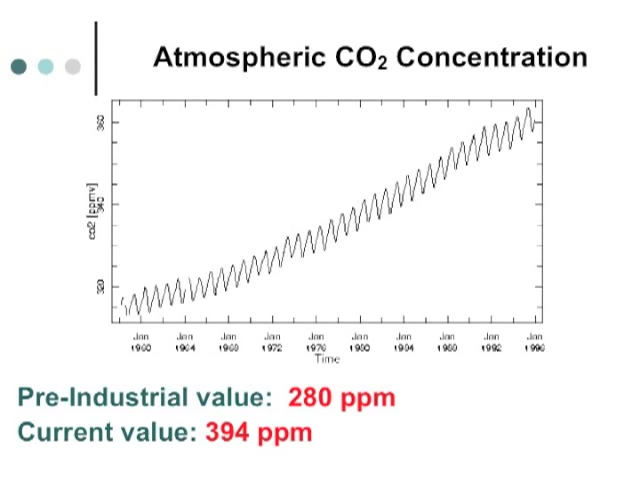 Atmospheric CO₂ Concentration
360
340
320
co2 [ppmv]
Jan Jan Jan Jan Jan Jan Jan Jan Jan Jan
1960 1964 1968 1972 1976 1980 1984 1988 1992 1996
Time
Pre-Industrial value: 280 ppm
Current value: 394 ppm